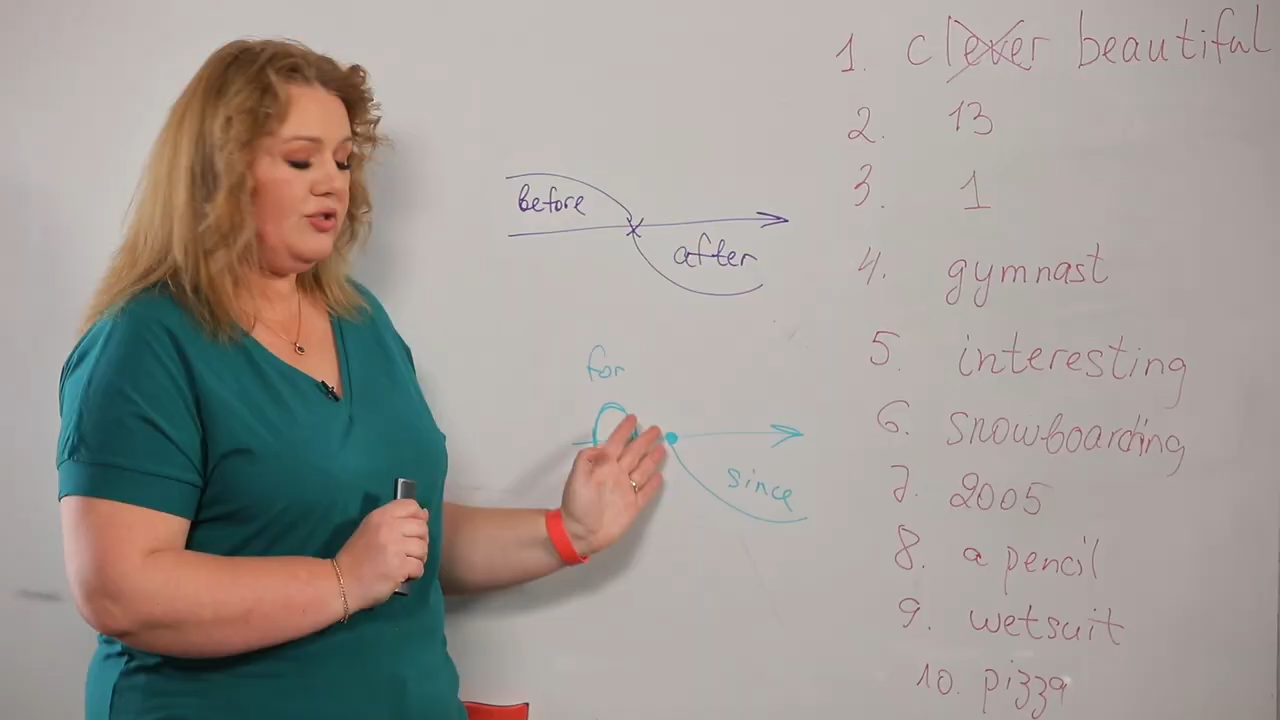 before
after
for
since
1. clever beautiful
2. 13
3. 1
4. gymnast
5. interesting
6. snowboarding
7. 2005
8. a pencil
9. wetsuit
10. pizza